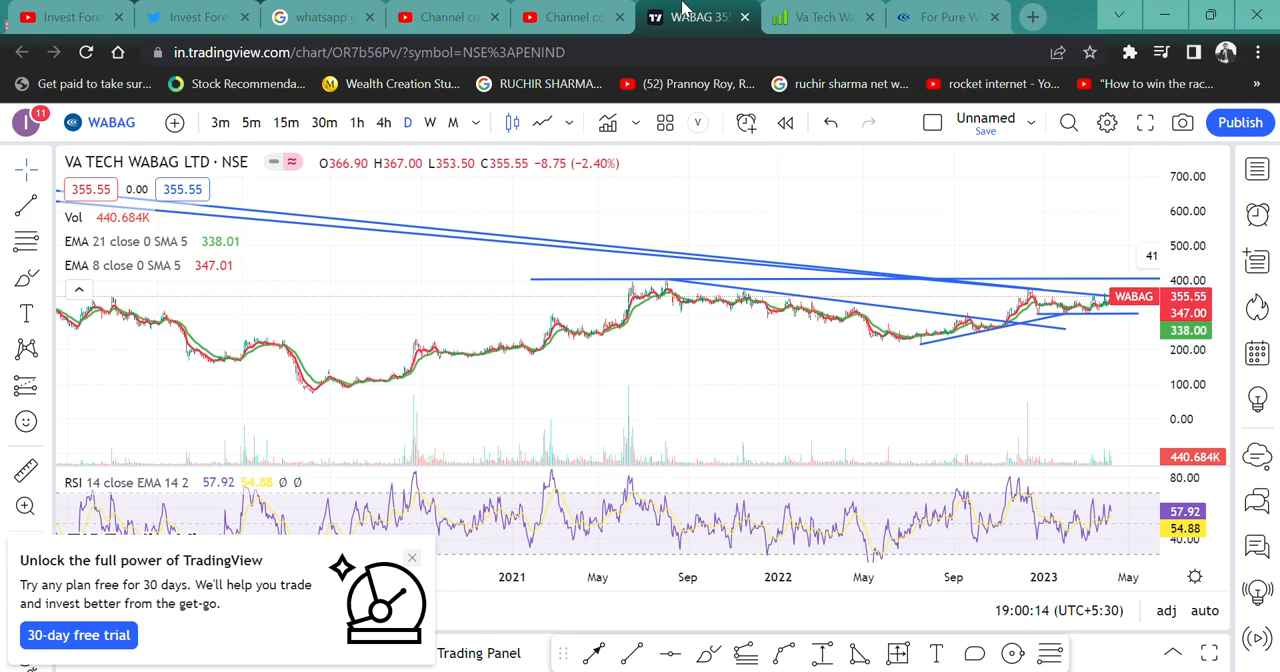 Invest Fore
Invest Fore
whatsapp g
Channel co
Channel co
WABAG 355
Va Tech Wa
For Pure W
in.tradingview.com/chart/OR7b56Pv/?symbol=NSE%3APENIND
Get paid to take sur...
Stock Recommenda...
Wealth Creation Stu...
RUCHIR SHARMA...
(52) Prannoy Roy, R...
ruchir sharma net w...
rocket internet - Yo...
"How to win the rac...
»
I
11
WABAG
3m 5m 15m 30m 1h 4h D W M
V
Unnamed
Save
Publish
VA TECH WABAG LTD · NSE
O366.90 H367.00 L353.50 C355.55 −8.75 (−2.40%)
355.55 0.00 355.55
Vol 440.684K
EMA 21 close 0 SMA 5 338.01
EMA 8 close 0 SMA 5 347.01
700.00
600.00
500.00
41
400.00
WABAG 355.55
347.00
338.00
200.00
100.00
0.00
440.684K
RSI 14 close EMA 14 2 57.92 54.88 Ø Ø
80.00
57.92
54.88
40.00
Unlock the full power of TradingView
Try any plan free for 30 days. We'll help you trade
and invest better from the get-go.
30-day free trial
2021 May Sep 2022 May Sep 2023 May
19:00:14 (UTC+5:30) adj auto
Trading Panel